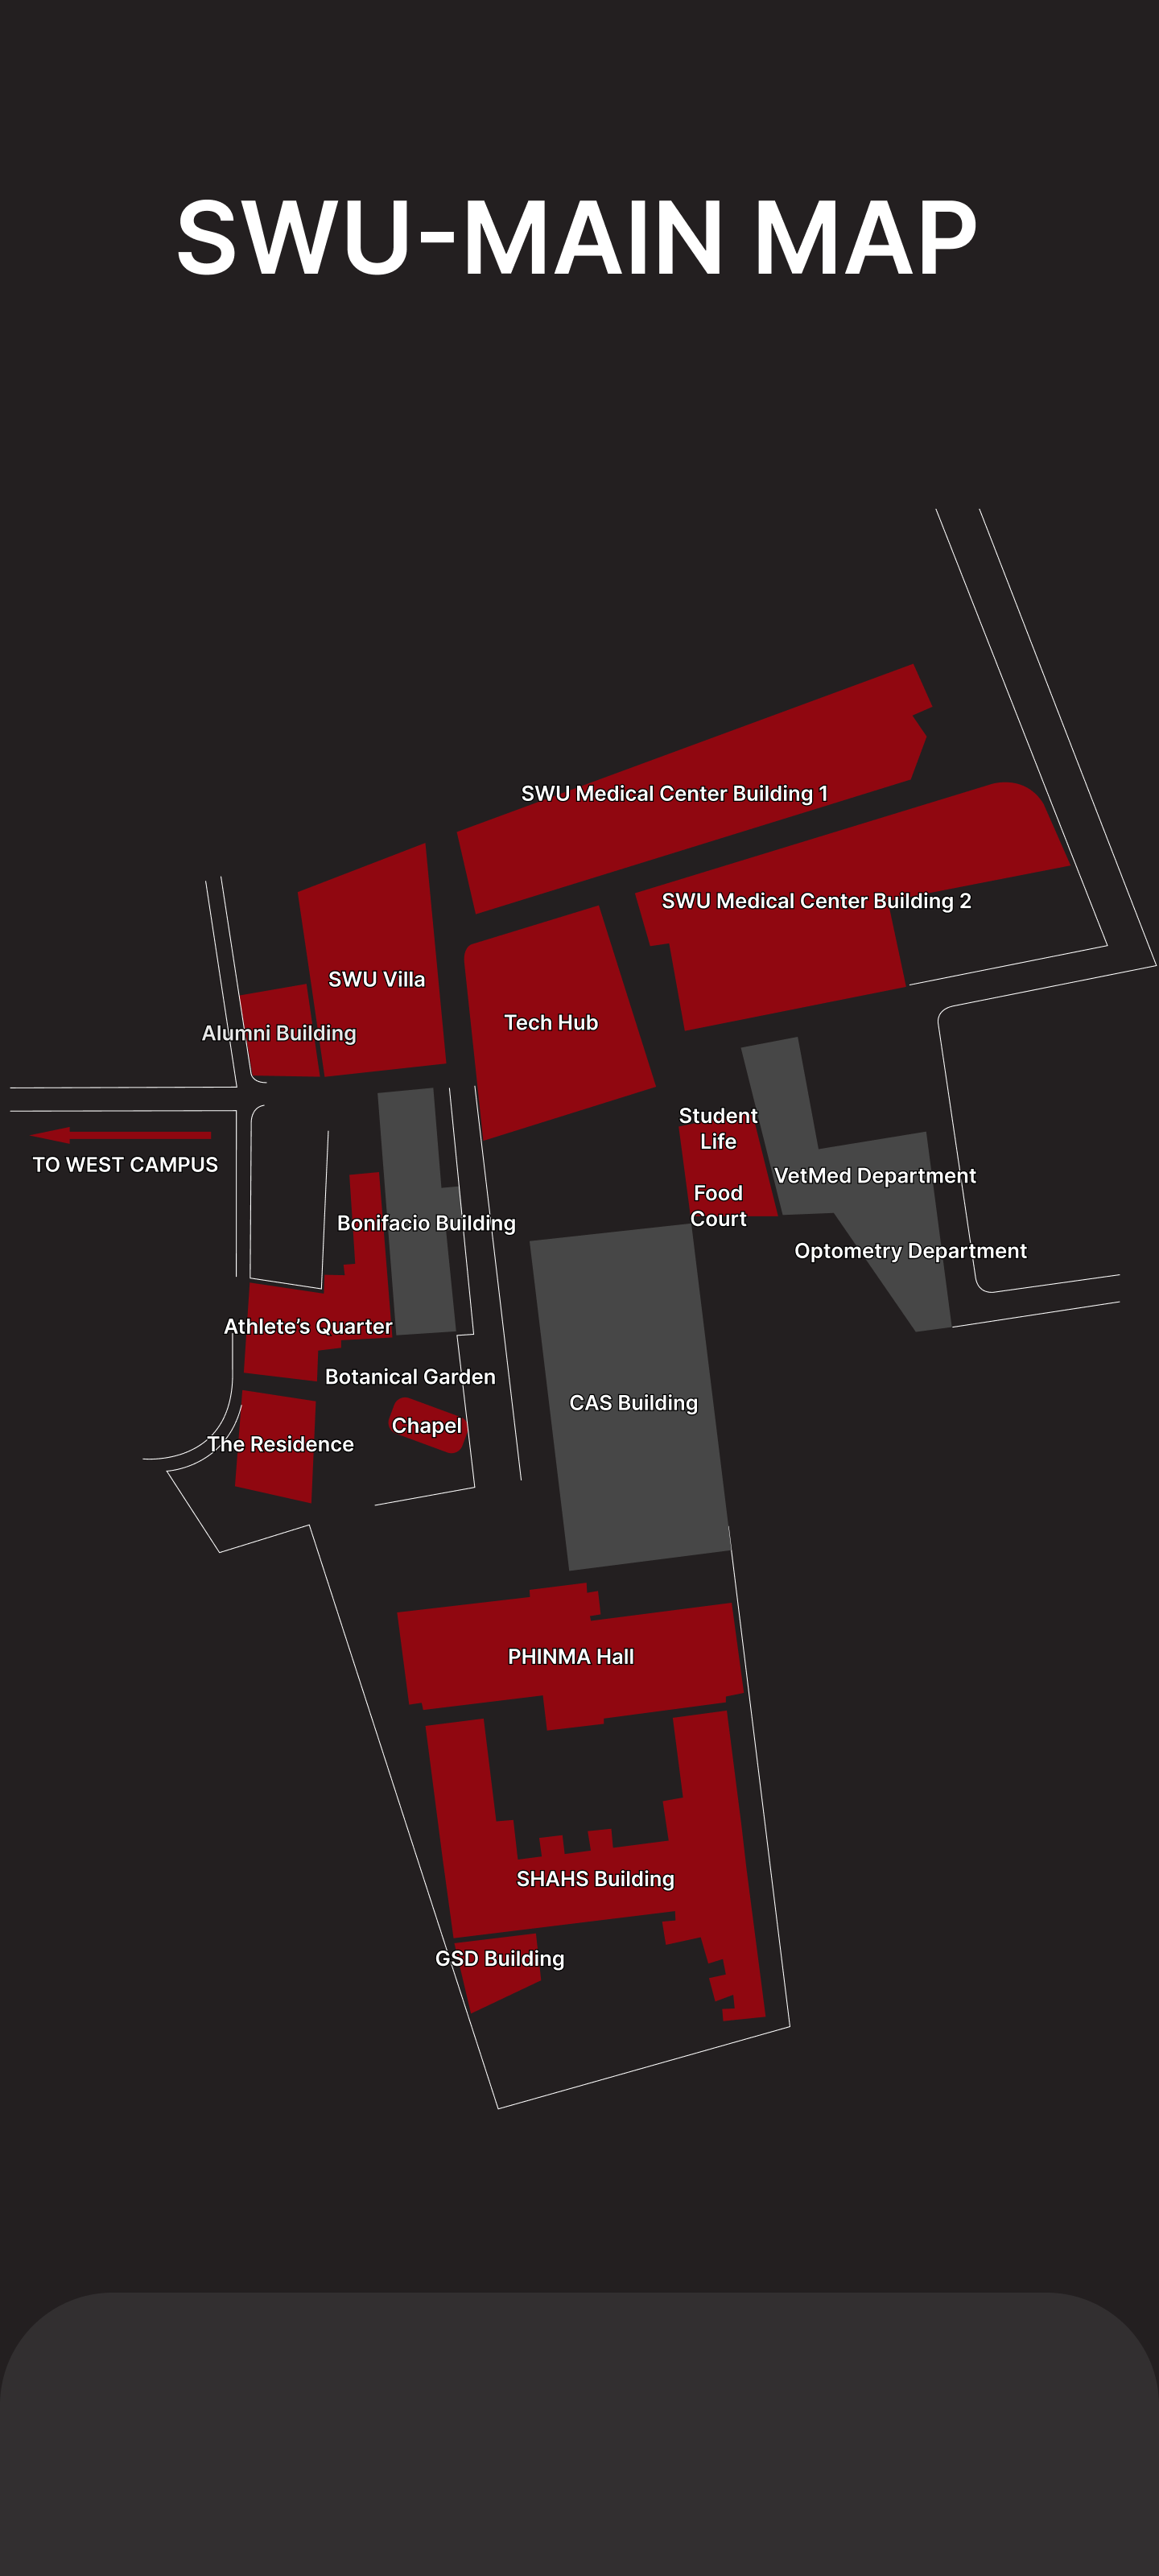 SWU-MAIN MAP
SWU Medical Center Building 1
SWU Medical Center Building 2
SWU Villa
Tech Hub
Alumni Building
Student
Life
TO WEST CAMPUS
VetMed Department
Food
Court
Bonifacio Building
Optometry Department
Athlete’s Quarter
Botanical Garden
CAS Building
Chapel
The Residence
PHINMA Hall
SHAHS Building
GSD Building